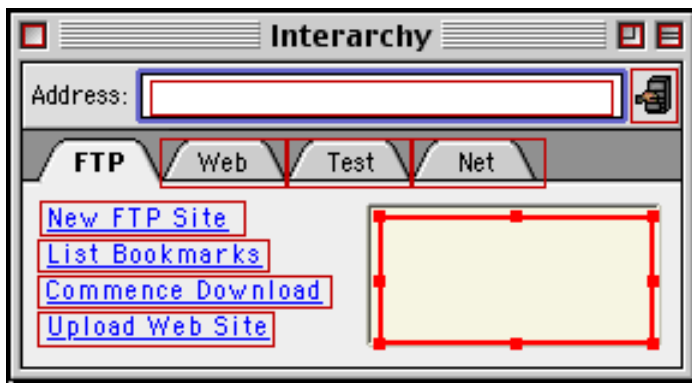 Interarchy
Address:
FTP Web Test Net
New FTP Site
List Bookmarks
Commence Download
Upload Web Site